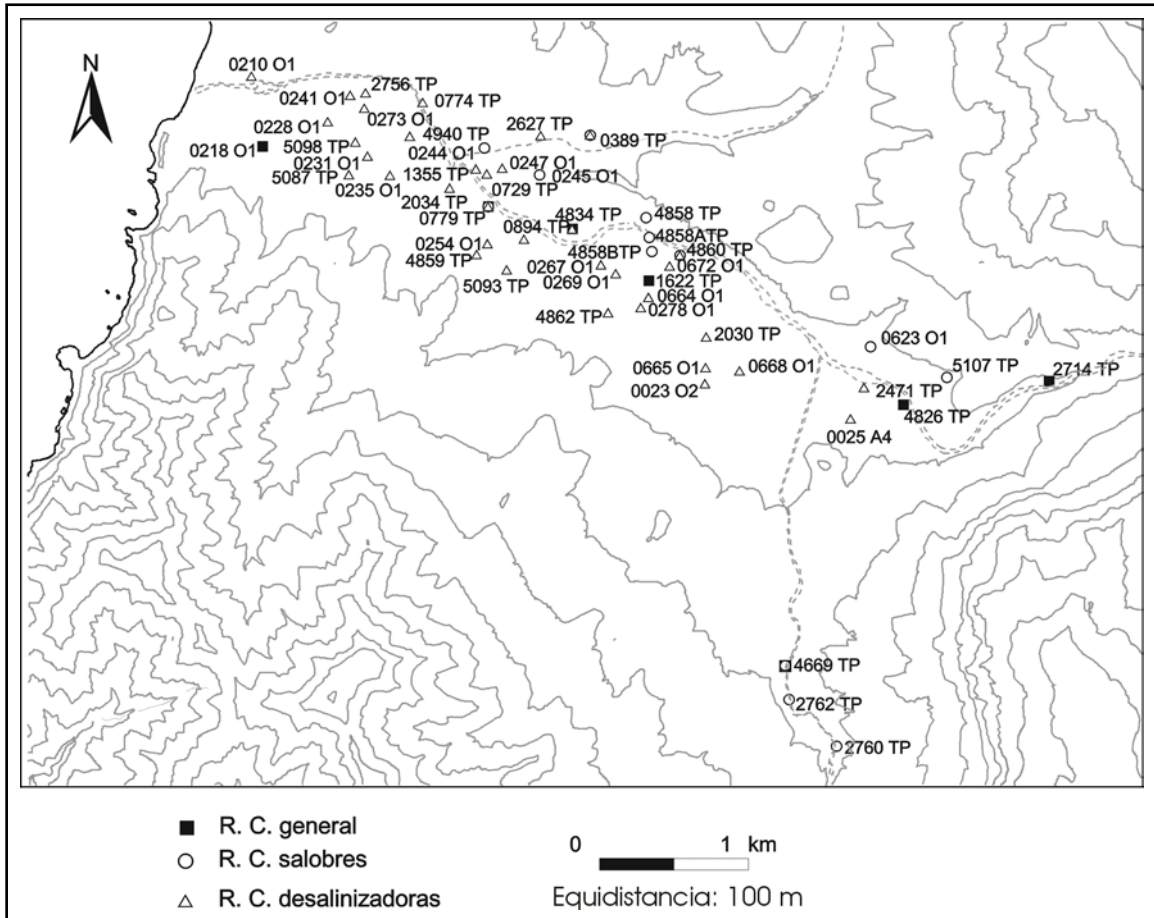 N
0210 O1
2756 TP
0241 O1
0774 TP
0273 O1
0228 O1
4940 TP
2627 TP
0389 TP
0218 O1
5098 TP
0244 O1
0231 O1
0247 O1
1355 TP
0245 O1
5087 TP
0235 O1
0729 TP
2034 TP
0779 TP
4834 TP
4858 TP
0894 TP
4858ATP
0254 O1
4858BTP
4860 TP
4859 TP
0267 O1
0672 O1
5093 TP
0269 O1
1622 TP
0664 O1
4862 TP
0278 O1
2030 TP
0623 O1
0665 O1
0668 O1
5107 TP
2714 TP
0023 O2
2471 TP
4826 TP
0025 A4
4669 TP
2762 TP
2760 TP
R. C. general
R. C. salobres
R. C. desalinizadoras
0 1 km
Equidistancia: 100 m